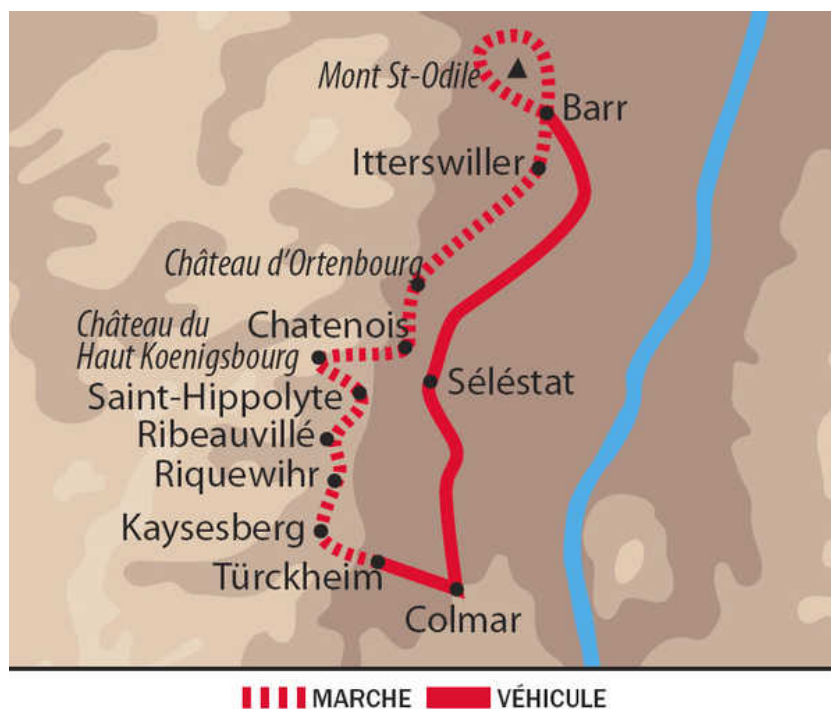 Mont St-Odile
Barr
Itterswiller
Château d'Ortenbourg
Château du
Haut Koenigsbourg
Chatenois
Séléstat
Saint-Hippolyte
Ribeauvillé
Riquewihr
Kaysesberg
Türckheim
Colmar
MARCHE VÉHICULE